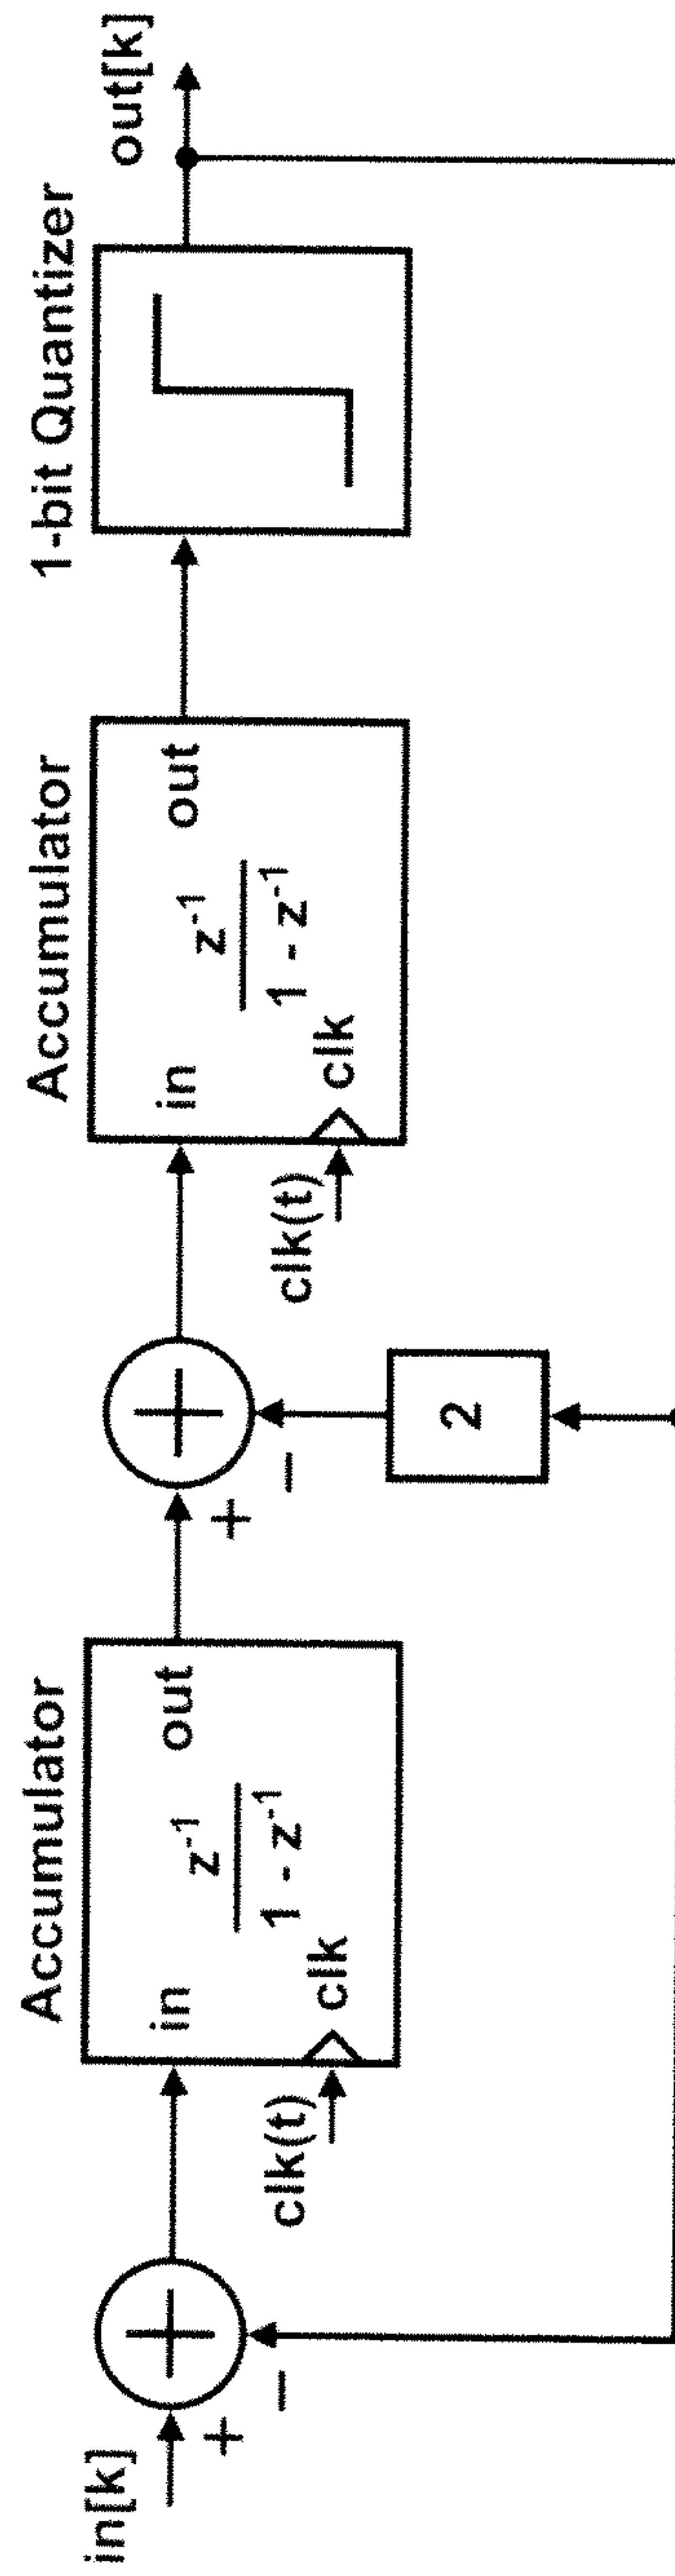 in[k]
+
−
Accumulator
in
out
z-1
1 - z-1
clk
clk(t)
+
−
2
Accumulator
in
out
z-1
1 - z-1
clk
clk(t)
1-bit Quantizer
out[k]